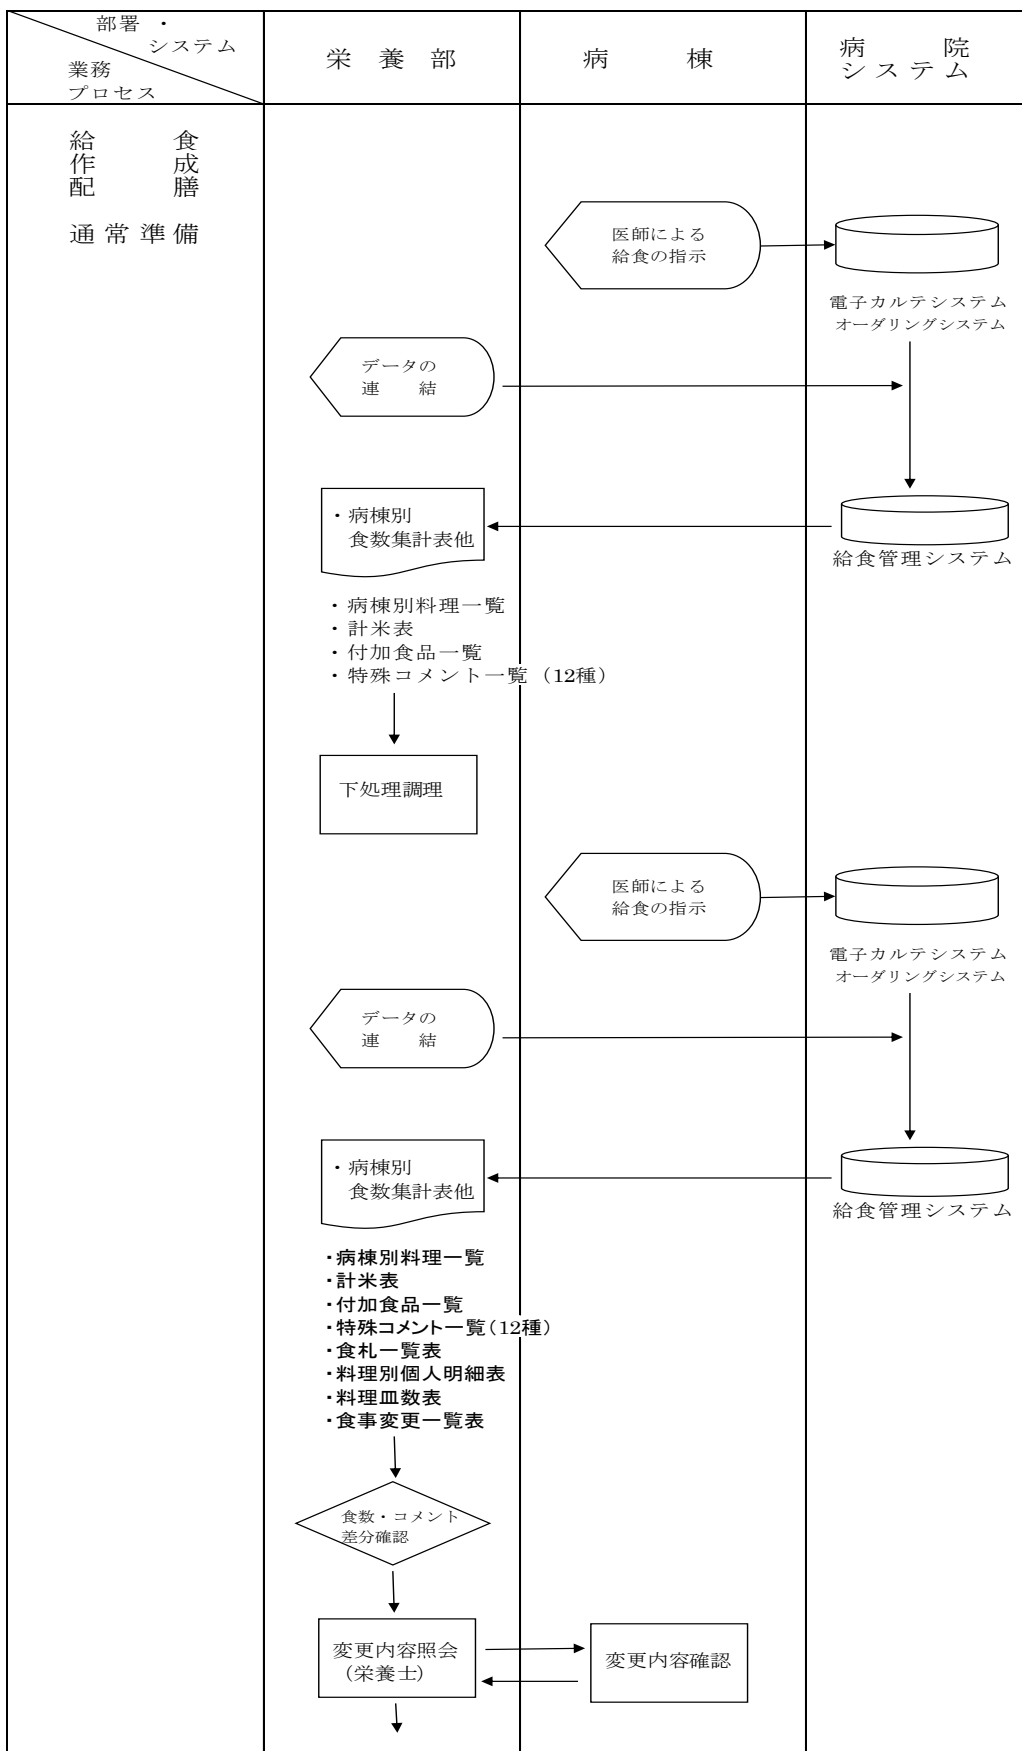 部署 ・
システム
業務
プロセス
栄養部
病棟
病院
システム
給食
作成
配膳
通常準備
医師による
給食の指示
電子カルテシステム
オーダリングシステム
データの
連結
・病棟別
食数集計表他
給食管理システム
・病棟別料理一覧
・計米表
・付加食品一覧
・特殊コメント一覧（12種）
下処理調理
医師による
給食の指示
電子カルテシステム
オーダリングシステム
データの
連結
・病棟別
食数集計表他
給食管理システム
・病棟別料理一覧
・計米表
・付加食品一覧
・特殊コメント一覧（12種）
・食札一覧表
・料理別個人明細表
・料理皿数表
・食事変更一覧表
食数・コメント
差分確認
変更内容照会
（栄養士）
変更内容確認